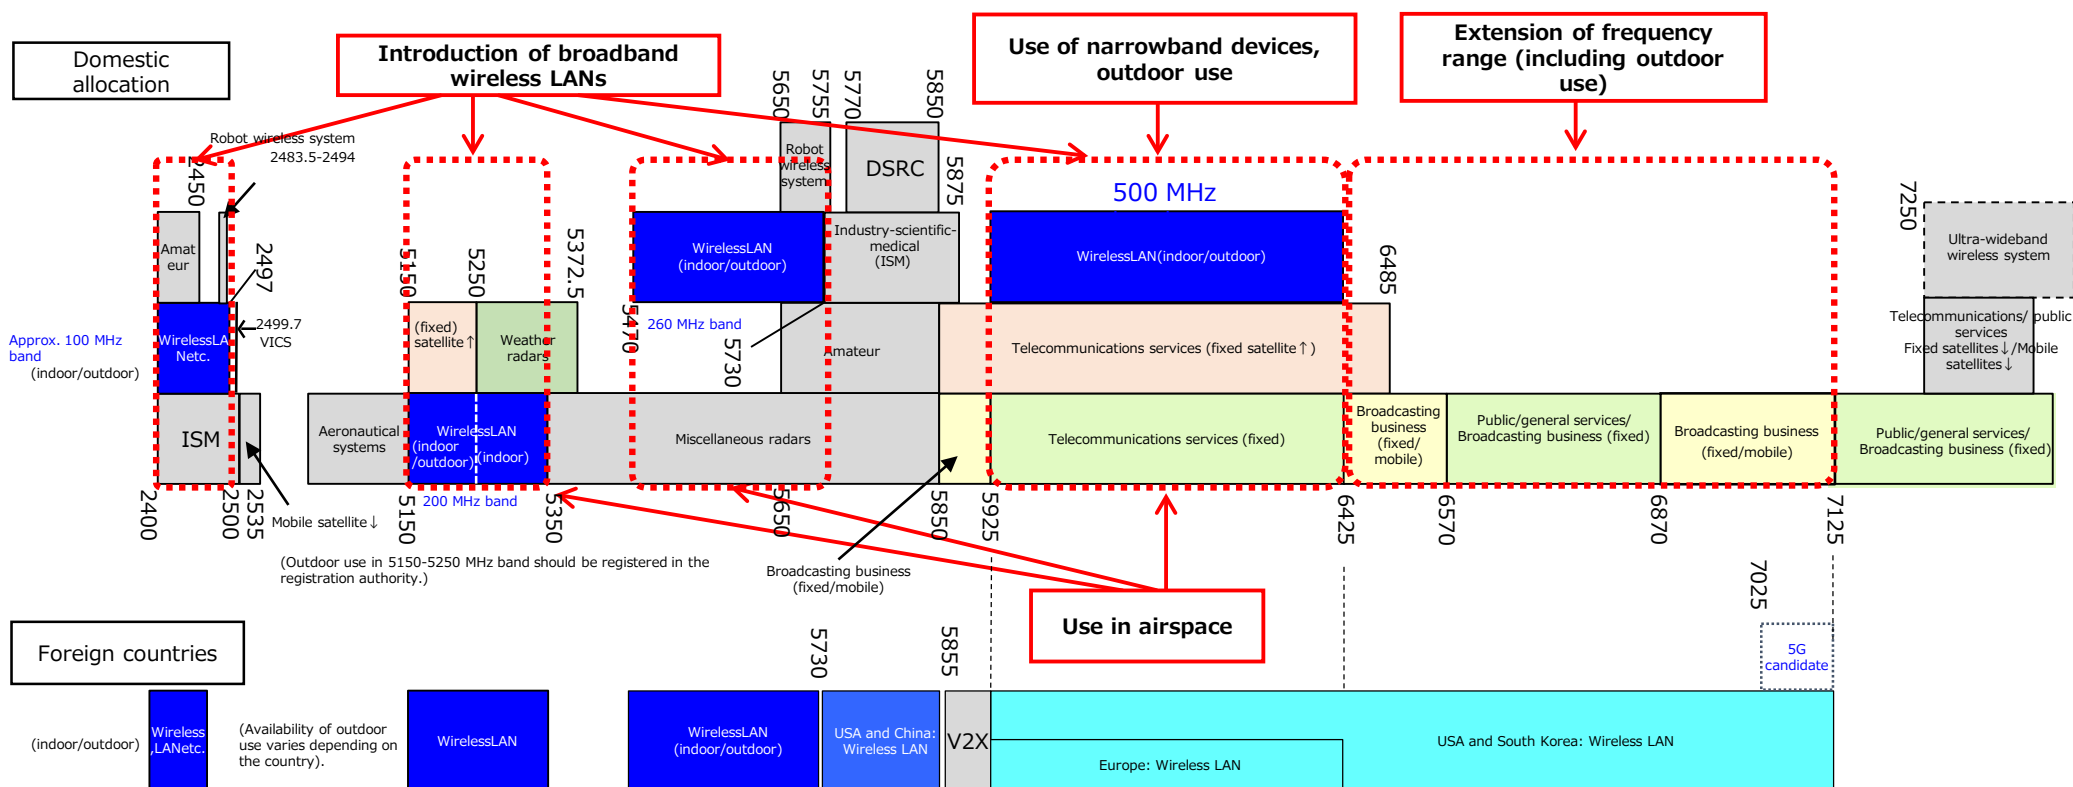 Domestic
allocation
Introduction of broadband
wireless LANs
Use of narrowband devices,
outdoor use
Extension of frequency
range (including outdoor
use)
5650
5755
5770
5850
Robot wireless system
2483.5-2494
2450
Robot
wireless
system
DSRC
5875
500 MHz
7250
Amat
eur
2497
5150
5250
5372.5
WirelessLAN
(indoor/outdoor)
Industry-scientific-
medical
(ISM)
WirelessLAN(indoor/outdoor)
6485
Ultra-wideband
wireless system
Approx. 100 MHz
band
(indoor/outdoor)
WirelessLA
Netc.
2499.7
VICS
(fixed)
satellite↑
Weather
radars
5470
260 MHz band
5730
Amateur
Telecommunications services (fixed satellite↑)
Telecommunications/ public
services
Fixed satellites↓/Mobile
satellites↓
ISM
Aeronautical
systems
WirelessLAN
(indoor
/outdoor)
(indoor)
Miscellaneous radars
Telecommunications services (fixed)
Broadcasting
business
(fixed/
mobile)
Public/general services/
Broadcasting business (fixed)
Broadcasting business
(fixed/mobile)
Public/general services/
Broadcasting business (fixed)
2400
2500
2535
5150
200 MHz band
5350
5650
5850
5925
6425
6570
6870
7125
Mobile satellite↓
(Outdoor use in 5150-5250 MHz band should be registered in the
registration authority.)
Broadcasting business
(fixed/mobile)
Use in airspace
7025
Foreign countries
5730
5855
5G
candidate
(indoor/outdoor)
Wireless
,LANetc.
(Availability of outdoor
use varies depending on
the country).
WirelessLAN
WirelessLAN
(indoor/outdoor)
USA and China:
Wireless LAN
V2X
USA and South Korea: Wireless LAN
Europe: Wireless LAN